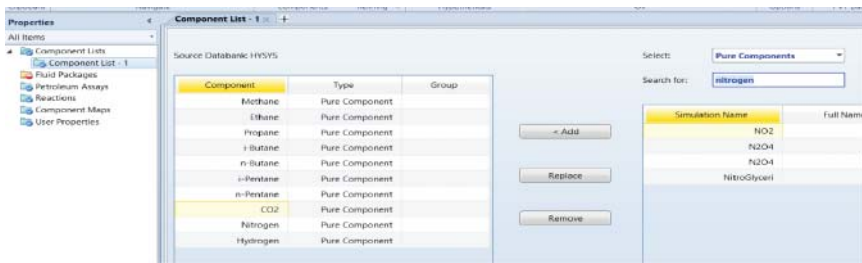 Properties
Component List - 1
+
All Items
Component Lists
Component List - 1
Fluid Packages
Petroleum Assays
Reactions
Component Maps
User Properties
Source Databank: HYSYS
Select:
Pure Components
Search for:
nitrogen
Component Type Group
Methane Pure Component
Ethane Pure Component
Propane Pure Component
i-Butane Pure Component
n-Butane Pure Component
i-Pentane Pure Component
n-Pentane Pure Component
CO2 Pure Component
Nitrogen Pure Component
Hydrogen Pure Component
< Add
Replace
Remove
Simulation Name Full Name
NO2
N2O4
N2O4
NitroGlyceri